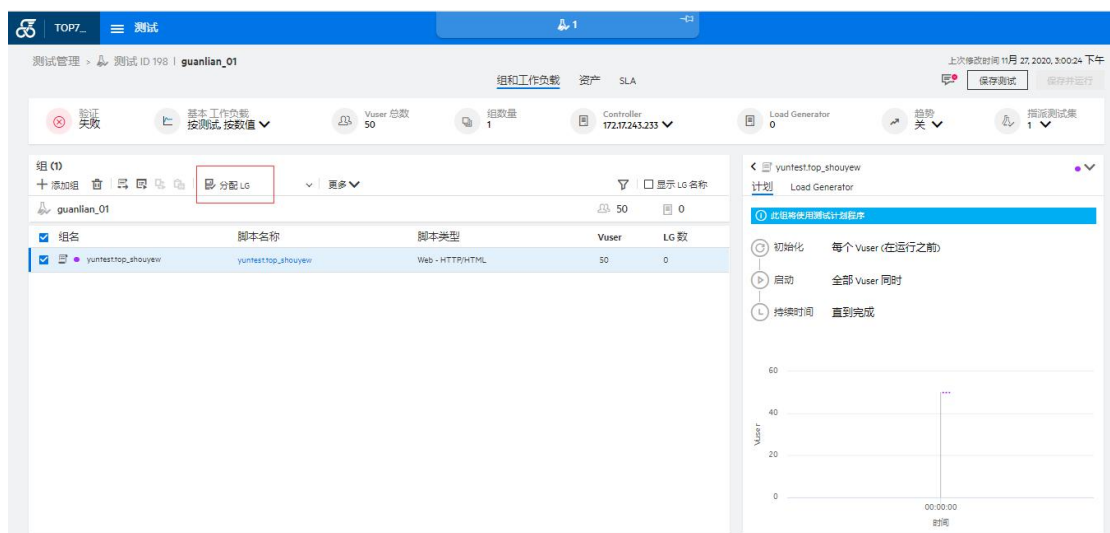 TOP7_ 测试 1
测试管理 > 测试 ID 198 | guanlian_01
上次修改时间 11月 27, 2020, 3:00:24 下午
组和工作负载 资产 SLA
保存测试 保存并运行
验证 失败
基本工作负载 按测试, 按数值
Vuser 总数 50
组数量 1
Controller 172.17.243.233
Load Generator 0
趋势 关
指派测试集 1
组 (1)
添加组 分配 LG 更多 显示 LG 名称
guanlian_01 50 0
组名 脚本名称 脚本类型 Vuser LG 数
yuntest.top_shouyew yuntest.top_shouyew Web - HTTP/HTML 50 0
yuntest.top_shouyew
计划 Load Generator
此组将使用测试计划程序
初始化 每个 Vuser (在运行之前)
启动 全部 Vuser 同时
持续时间 直到完成
60
40
Vuser
20
0
00:00:00
时间